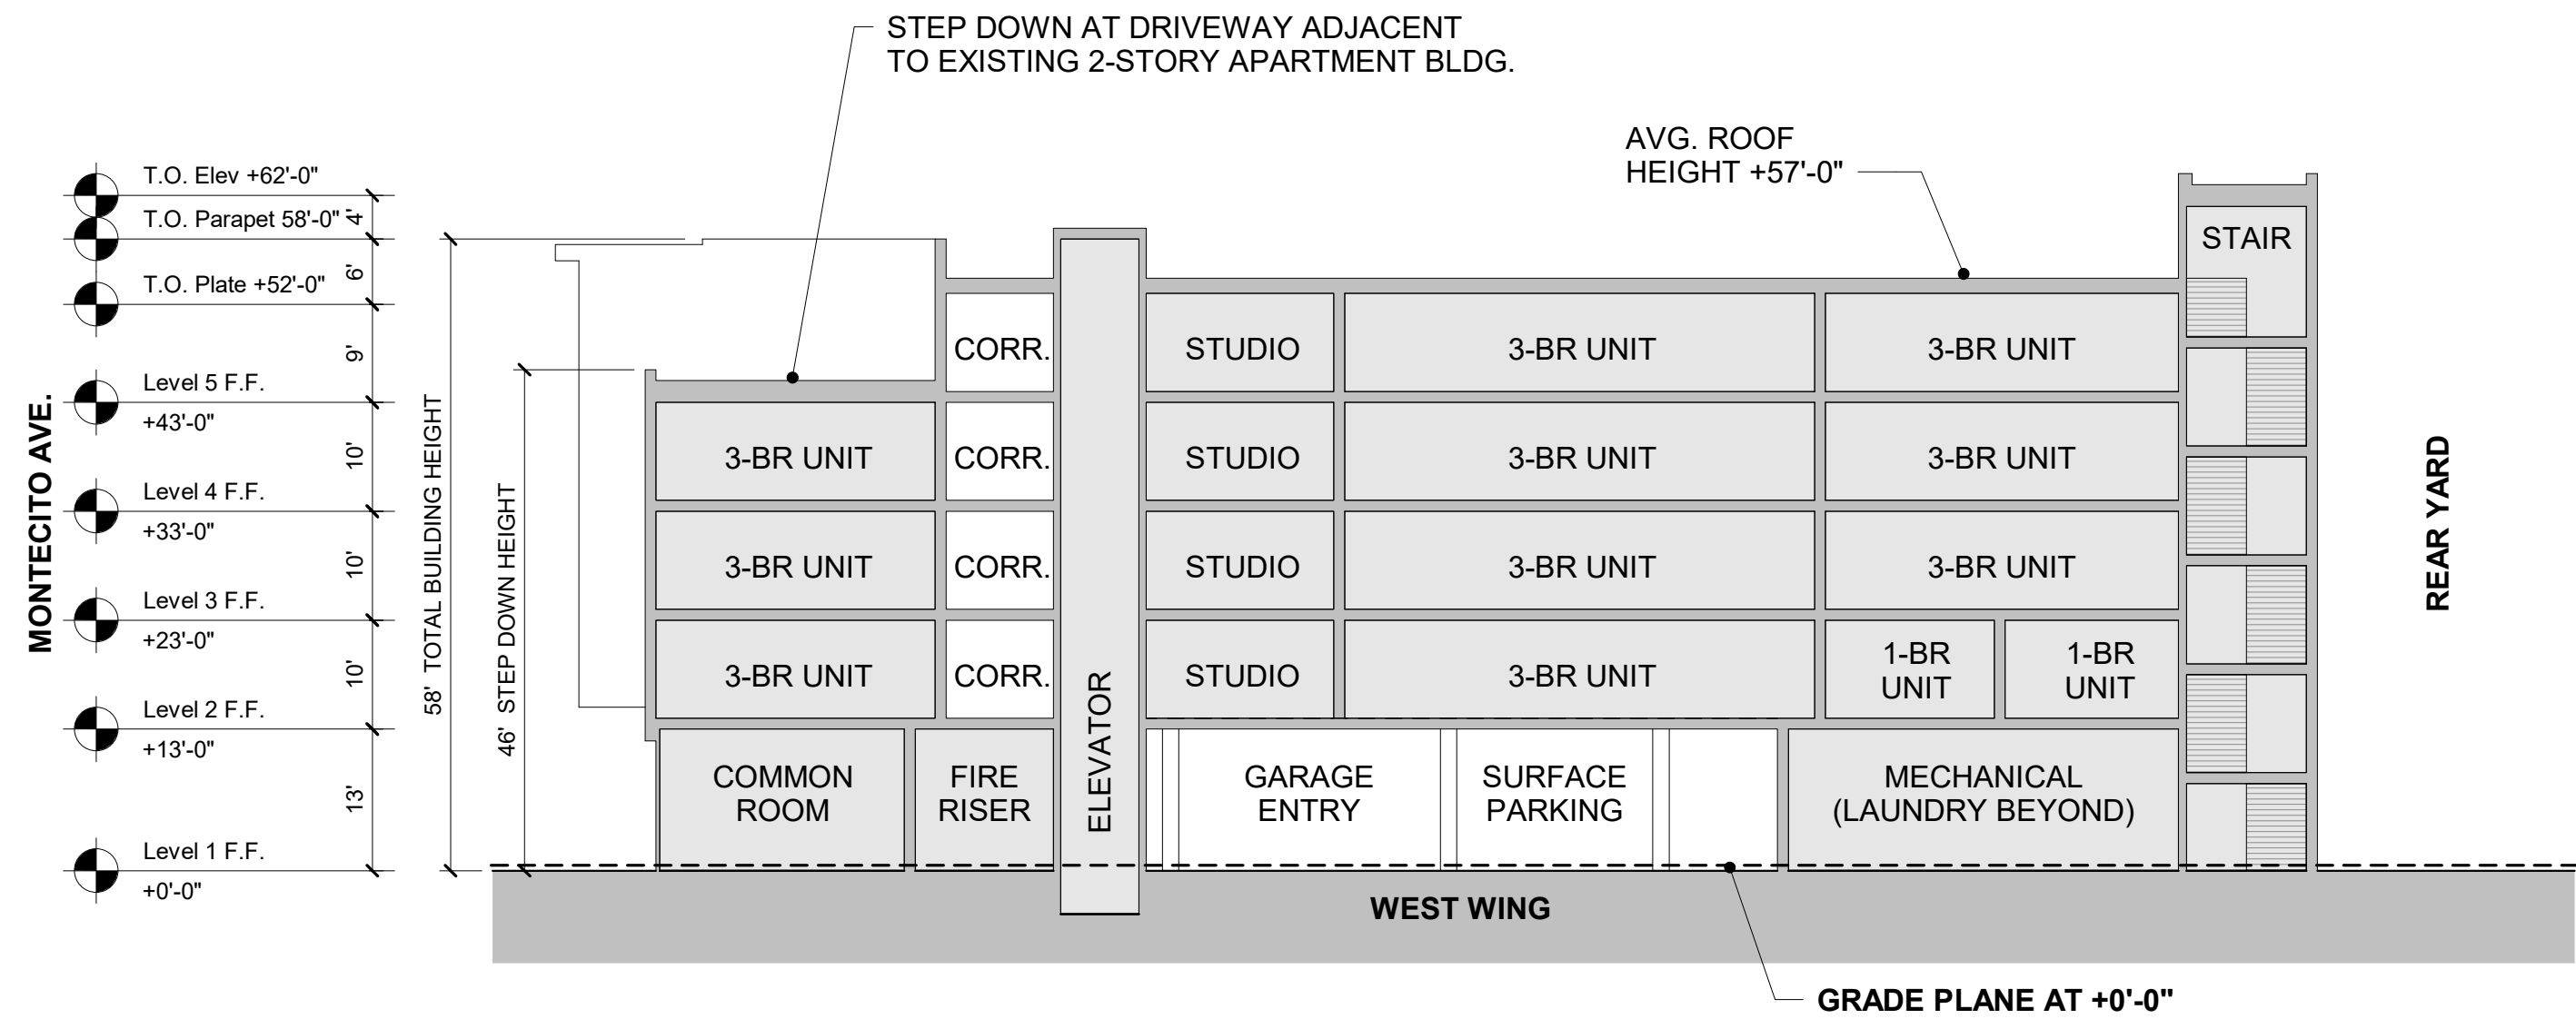 STEP DOWN AT DRIVEWAY ADJACENT
TO EXISTING 2-STORY APARTMENT BLDG.
AVG. ROOF
HEIGHT +57'-0"
T.O. Elev +62'-0"
4'
T.O. Parapet 58'-0"
6'
T.O. Plate +52'-0"
9'
Level 5 F.F.
+43'-0"
10'
Level 4 F.F.
+33'-0"
10'
Level 3 F.F.
+23'-0"
10'
Level 2 F.F.
+13'-0"
13'
Level 1 F.F.
+0'-0"
MONTECITO AVE.
58' TOTAL BUILDING HEIGHT
46' STEP DOWN HEIGHT
STAIR
CORR.
STUDIO
3-BR UNIT
3-BR UNIT
3-BR UNIT
CORR.
STUDIO
3-BR UNIT
3-BR UNIT
3-BR UNIT
CORR.
STUDIO
3-BR UNIT
3-BR UNIT
3-BR UNIT
CORR.
STUDIO
3-BR UNIT
1-BR
UNIT
1-BR
UNIT
COMMON
ROOM
FIRE
RISER
ELEVATOR
GARAGE
ENTRY
SURFACE
PARKING
MECHANICAL
(LAUNDRY BEYOND)
REAR YARD
WEST WING
GRADE PLANE AT +0'-0"